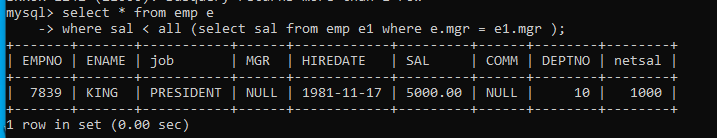 mysql> select * from emp e
    -> where sal < all (select sal from emp e1 where e.mgr = e1.mgr );
+-------+-------+-----------+------+------------+---------+------+--------+--------+
| EMPNO | ENAME | job       | MGR  | HIREDATE   | SAL     | COMM | DEPTNO | netsal |
+-------+-------+-----------+------+------------+---------+------+--------+--------+
|  7839 | KING  | PRESIDENT | NULL | 1981-11-17 | 5000.00 | NULL |     10 |   1000 |
+-------+-------+-----------+------+------------+---------+------+--------+--------+
1 row in set (0.00 sec)